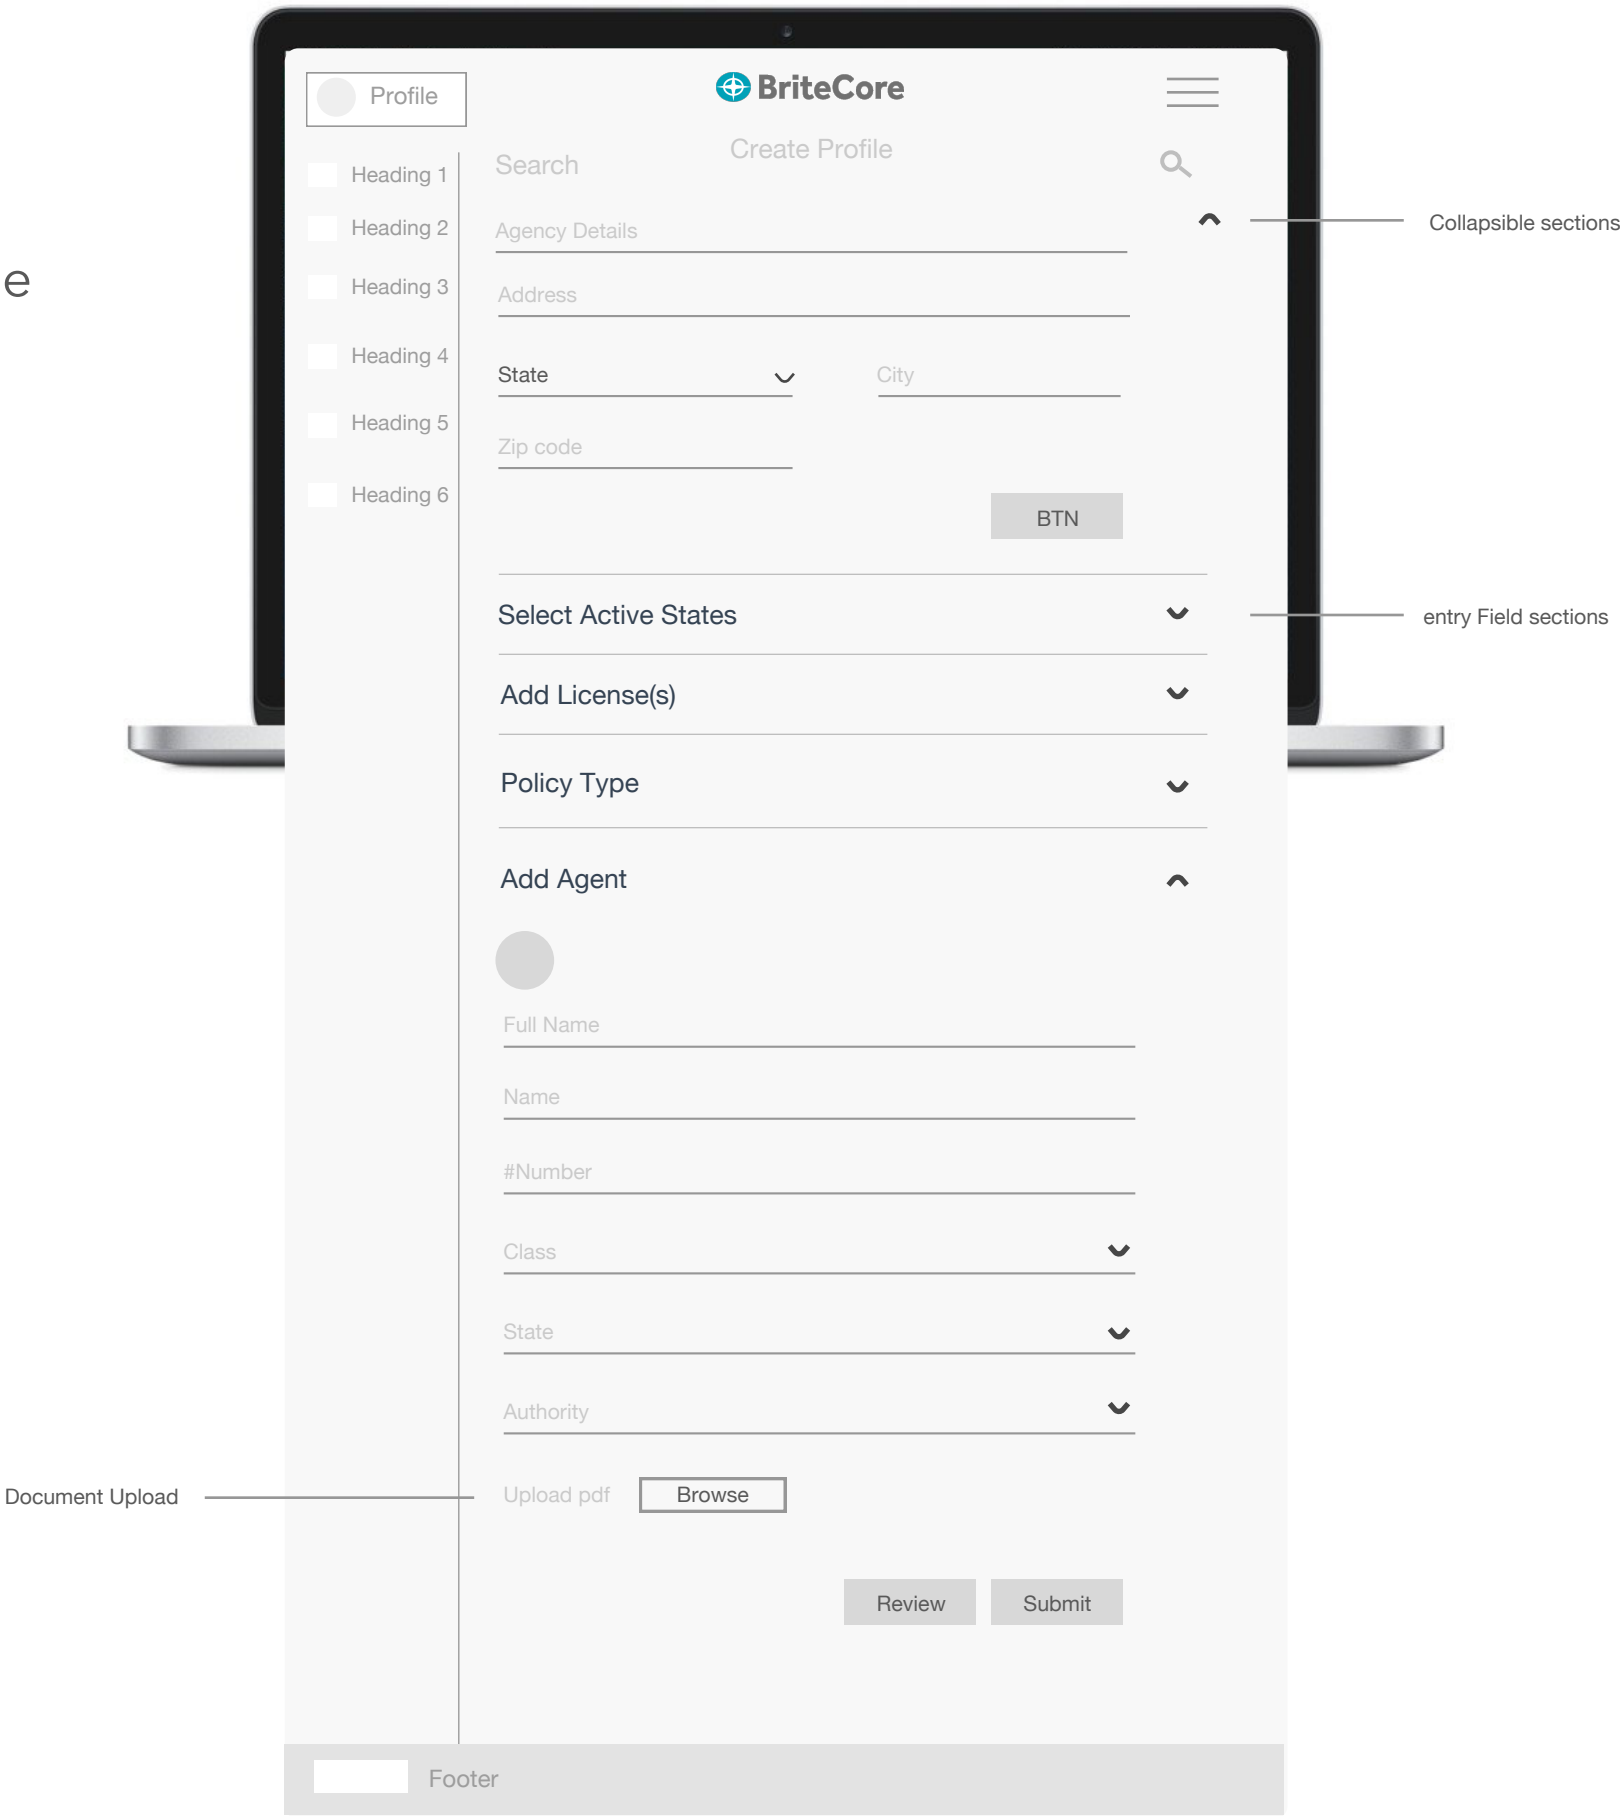 Profile
BriteCore
Create Profile
Search
Heading 1
Heading 2
Heading 3
Heading 4
Heading 5
Heading 6
e
Agency Details
Collapsible sections
Address
State
City
Zip code
BTN
Select Active States
entry Field sections
Add License(s)
Policy Type
Add Agent
Full Name
Name
#Number
Class
State
Authority
Document Upload
Upload pdf
Browse
Review
Submit
Footer